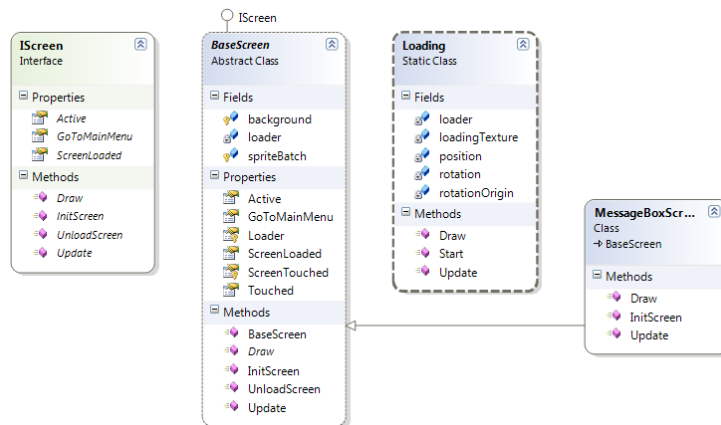 IScreen
IScreen
Interface
Properties
Active
GoToMainMenu
ScreenLoaded
Methods
Draw
InitScreen
UnloadScreen
Update
BaseScreen
Abstract Class
Fields
background
loader
spriteBatch
Properties
Active
GoToMainMenu
Loader
ScreenLoaded
ScreenTouched
Touched
Methods
BaseScreen
Draw
InitScreen
UnloadScreen
Update
Loading
Static Class
Fields
loader
loadingTexture
position
rotation
rotationOrigin
Methods
Draw
Start
Update
MessageBoxScr...
Class
BaseScreen
Methods
Draw
InitScreen
Update